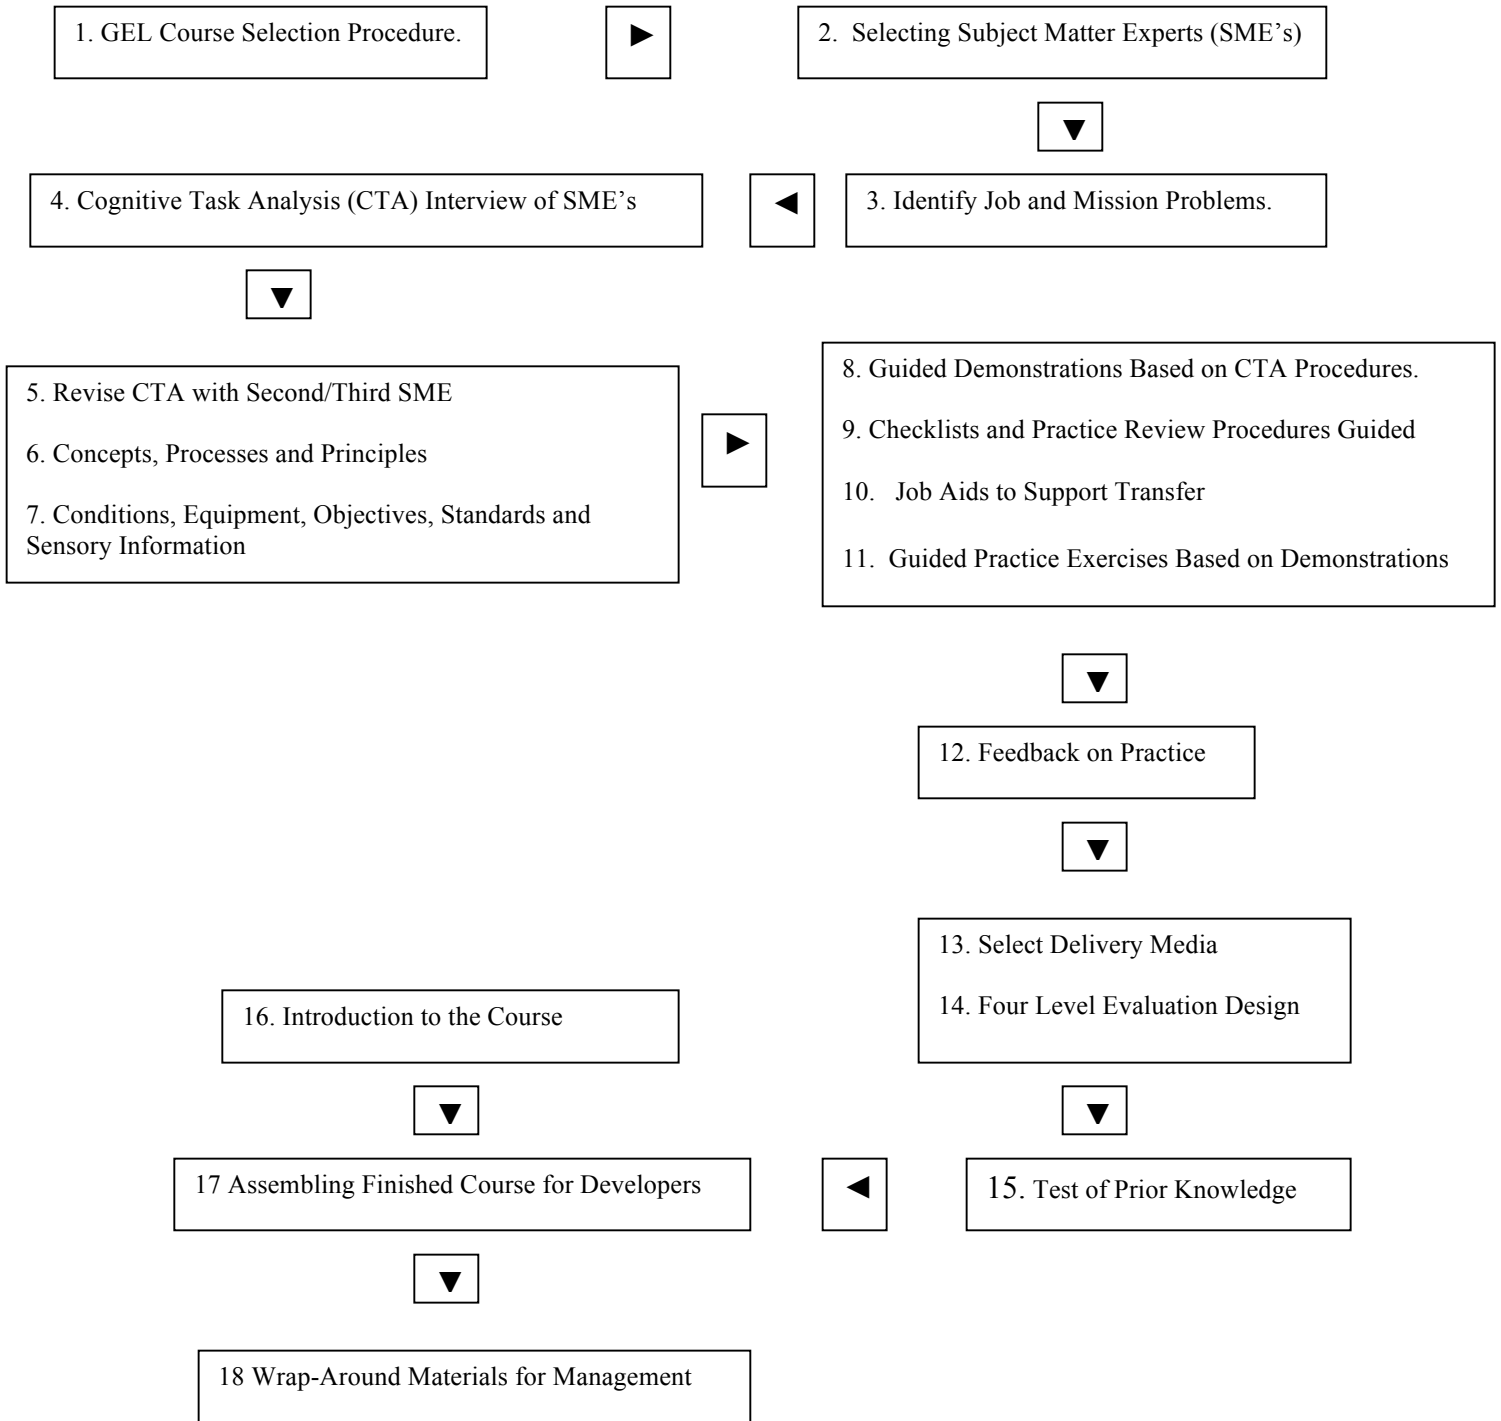 1. GEL Course Selection Procedure.
2. Selecting Subject Matter Experts (SME's)
4. Cognitive Task Analysis (CTA) Interview of SME's
3. Identify Job and Mission Problems.
5. Revise CTA with Second/Third SME
6. Concepts, Processes and Principles
7. Conditions, Equipment, Objectives, Standards and
Sensory Information
8. Guided Demonstrations Based on CTA Procedures.
9. Checklists and Practice Review Procedures Guided
10. Job Aids to Support Transfer
11. Guided Practice Exercises Based on Demonstrations
12. Feedback on Practice
13. Select Delivery Media
14. Four Level Evaluation Design
16. Introduction to the Course
17 Assembling Finished Course for Developers
15. Test of Prior Knowledge
18 Wrap-Around Materials for Management